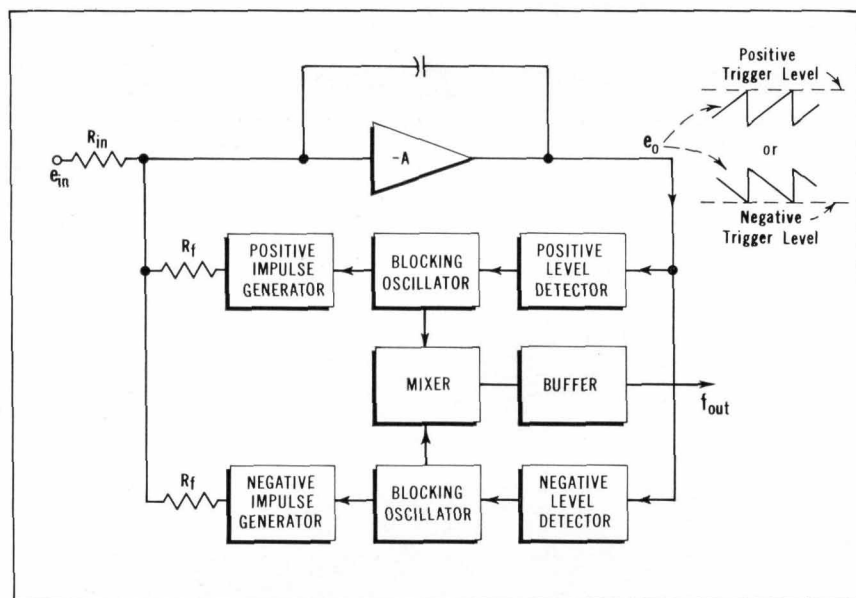 Positive
Trigger Level
R_in
e_in
-A
e_o
or
Negative
Trigger Level
R_f
POSITIVE
IMPULSE
GENERATOR
BLOCKING
OSCILLATOR
POSITIVE
LEVEL
DETECTOR
MIXER
BUFFER
f_out
R_f
NEGATIVE
IMPULSE
GENERATOR
BLOCKING
OSCILLATOR
NEGATIVE
LEVEL
DETECTOR